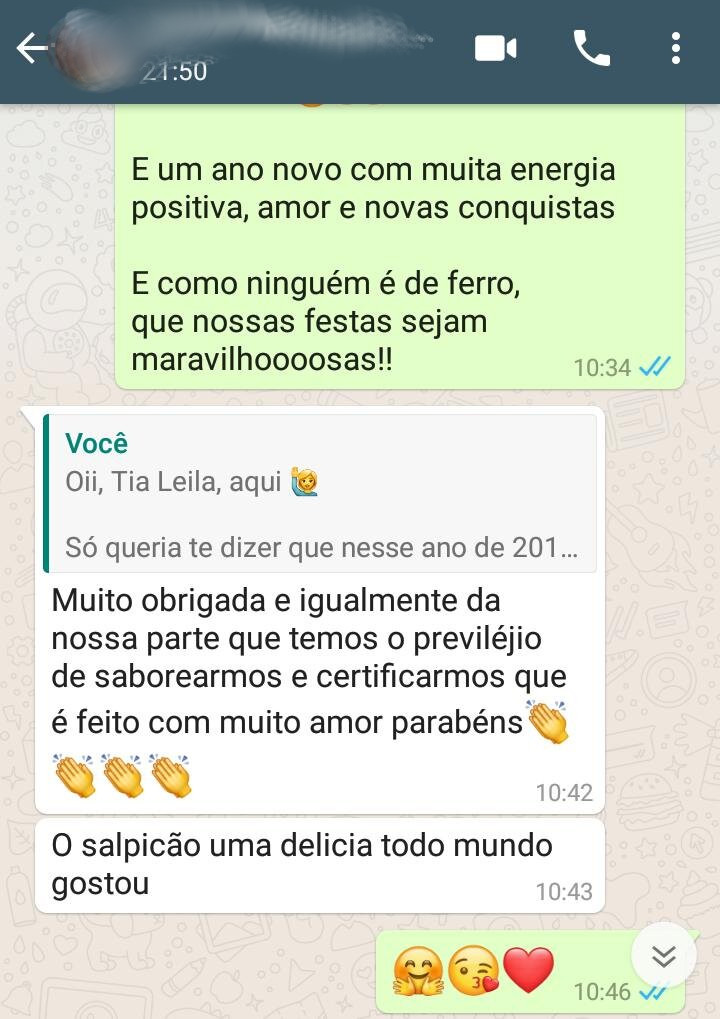 21:50
E um ano novo com muita energia
positiva, amor e novas conquistas
E como ninguém é de ferro,
que nossas festas sejam
maravilhoooosas!!
10:34
Você
Oii, Tia Leila, aqui 🙋
Só queria te dizer que nesse ano de 201...
Muito obrigada e igualmente da
nossa parte que temos o previléjio
de saborearmos e certificarmos que
é feito com muito amor parabéns👏
👏👏👏
10:42
O salpicão uma delicia todo mundo
gostou
10:43
🤗😘❤️
10:46